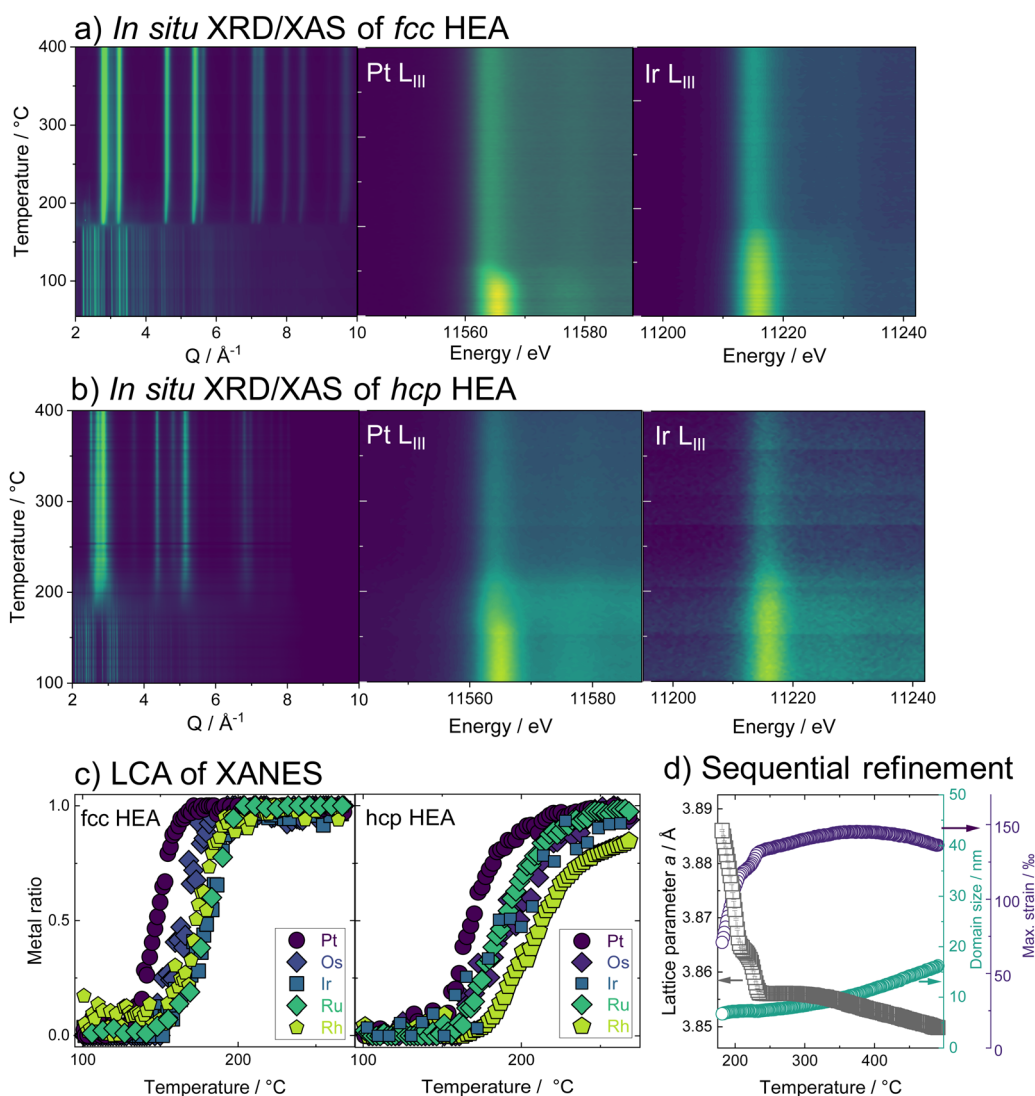 a) In situ XRD/XAS of fcc HEA
Temperature / °C
400
300
200
100
2
4
6
8
10
Q / Å⁻¹
Pt LIII
11560
11580
Energy / eV
Ir LIII
11200
11220
11240
Energy / eV
b) In situ XRD/XAS of hcp HEA
Temperature / °C
400
300
200
100
2
4
6
8
10
Q / Å⁻¹
Pt LIII
11560
11580
Energy / eV
Ir LIII
11200
11220
11240
Energy / eV
c) LCA of XANES
Metal ratio
1.0
0.5
0.0
fcc HEA
Pt
Os
Ir
Ru
Rh
100
200
Temperature / °C
hcp HEA
Pt
Os
Ir
Ru
Rh
100
200
Temperature / °C
d) Sequential refinement
Lattice parameter a / Å
3.89
3.88
3.87
3.86
3.85
200
300
400
Temperature / °C
50
40
30
20
10
0
Domain size / nm
150
100
50
0
Max. strain / ‱